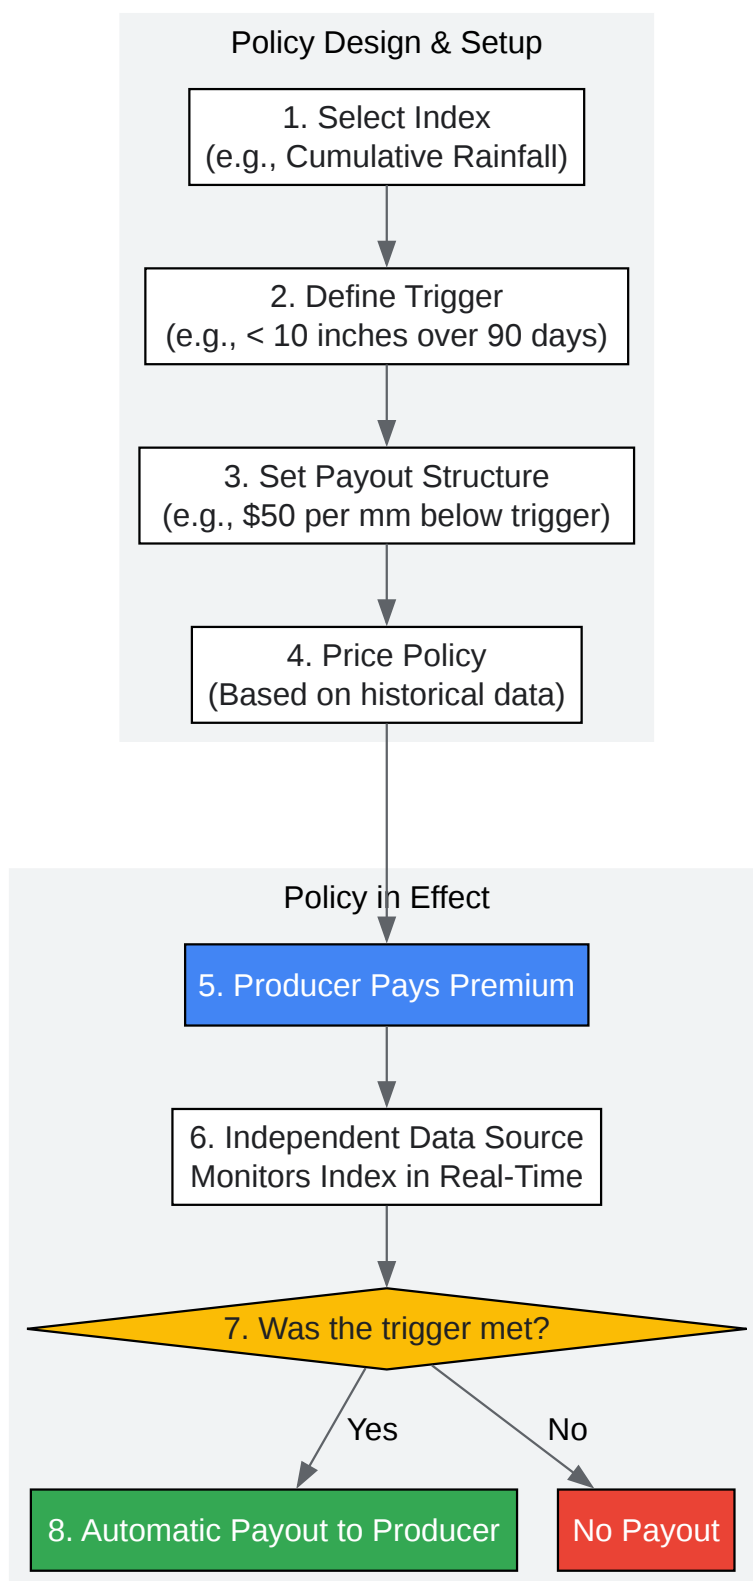 Policy Design & Setup
1. Select Index
(e.g., Cumulative Rainfall)
2. Define Trigger
(e.g., < 10 inches over 90 days)
3. Set Payout Structure
(e.g., $50 per mm below trigger)
4. Price Policy
(Based on historical data)
Policy in Effect
5. Producer Pays Premium
6. Independent Data Source
Monitors Index in Real-Time
7. Was the trigger met?
Yes
No
8. Automatic Payout to Producer
No Payout